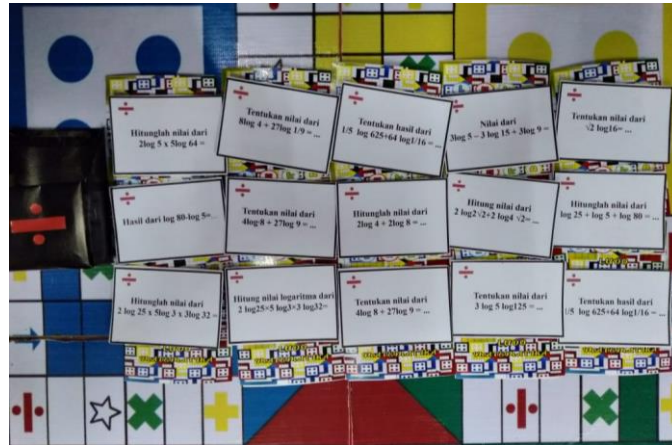 Hitunglah nilai dari
2log 5 x 5log 64 =
Tentukan nilai dari
8log 4 + 27log 1/9 = ...
Tentukan hasil dari
1/5 log 625+64 log1/16 = ...
Nilai dari
3log 5 – 3 log 15 + 3log 9 =
Tentukan nilai dari
√2 log16= ...
Hasil dari log 80-log 5=...
Tentukan nilai dari
4log 8 + 27log 9 = ...
Hitunglah nilai dari
2log 4 + 2log 8 = ...
Hitung nilai dari
2 log2√2+2 log4 √2= ...
Hitunglah nilai dari
log 25 + log 5 + log 80 = ...
Hitunglah nilai dari
2 log 25 x 5log 3 x 3log 32 =
Hitung nilai logaritma dari
2 log25×5 log3×3 log32=
Tentukan nilai dari
4log 8 + 27log 9 = ...
Tentukan nilai dari
3 log 5 log125 = ...
Tentukan hasil dari
1/5 log 625+64 log1/16 = ...